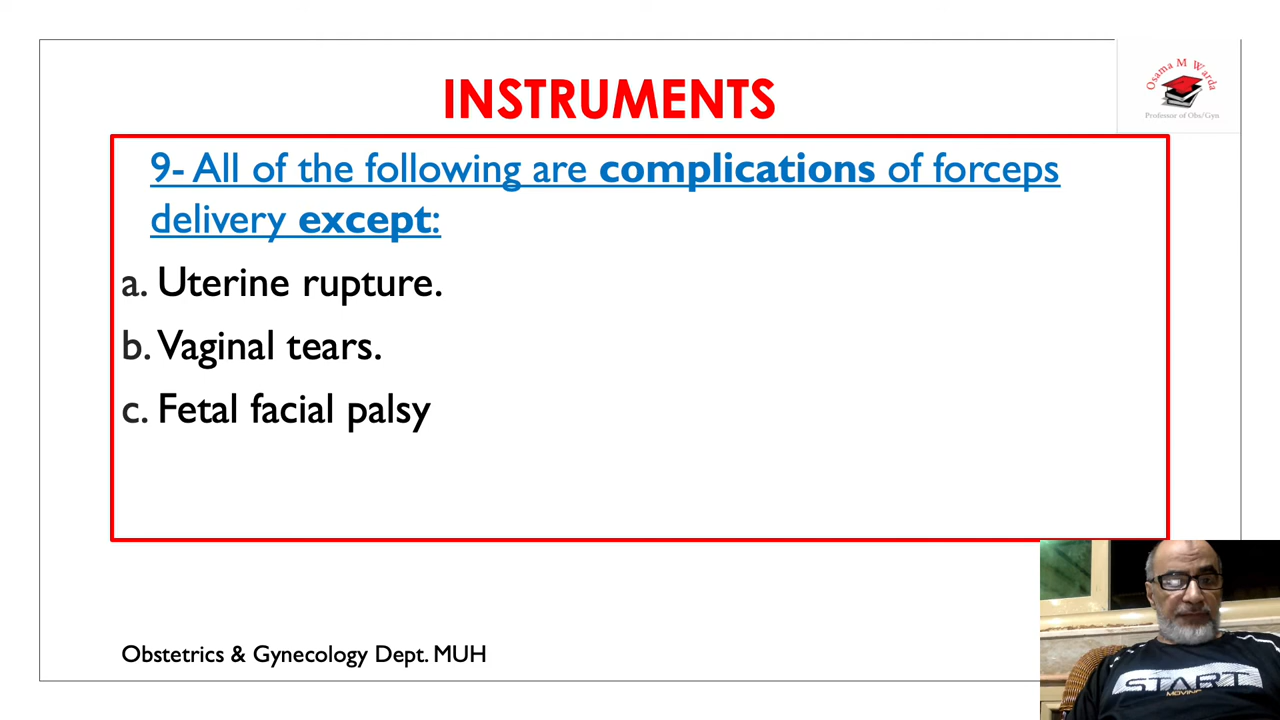 INSTRUMENTS
Osama M Warda
Professor of Obs/Gyn
9- All of the following are complications of forceps
delivery except:
a. Uterine rupture.
b. Vaginal tears.
c. Fetal facial palsy
Obstetrics & Gynecology Dept. MUH
START
MOVING